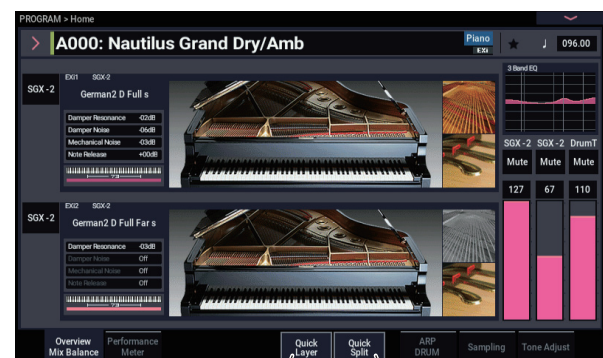 PROGRAM > Home
A000: Nautilus Grand Dry/Amb
Piano
EXi
096.00
EXi1 SGX-2
SGX-2
German2 D Full s
Damper Resonance -02dB
Damper Noise -06dB
Mechanical Noise -03dB
Note Release +00dB
73
3 Band EQ
SGX-2 SGX-2 DrumT
Mute Mute Mute
127 67 110
EXi2 SGX-2
SGX-2
German2 D Full Far s
Damper Resonance -03dB
Damper Noise Off
Mechanical Noise Off
Note Release Off
73
Overview
Mix Balance
Performance
Meter
Quick
Layer
Quick
Split
ARP
DRUM
Sampling
Tone Adjust